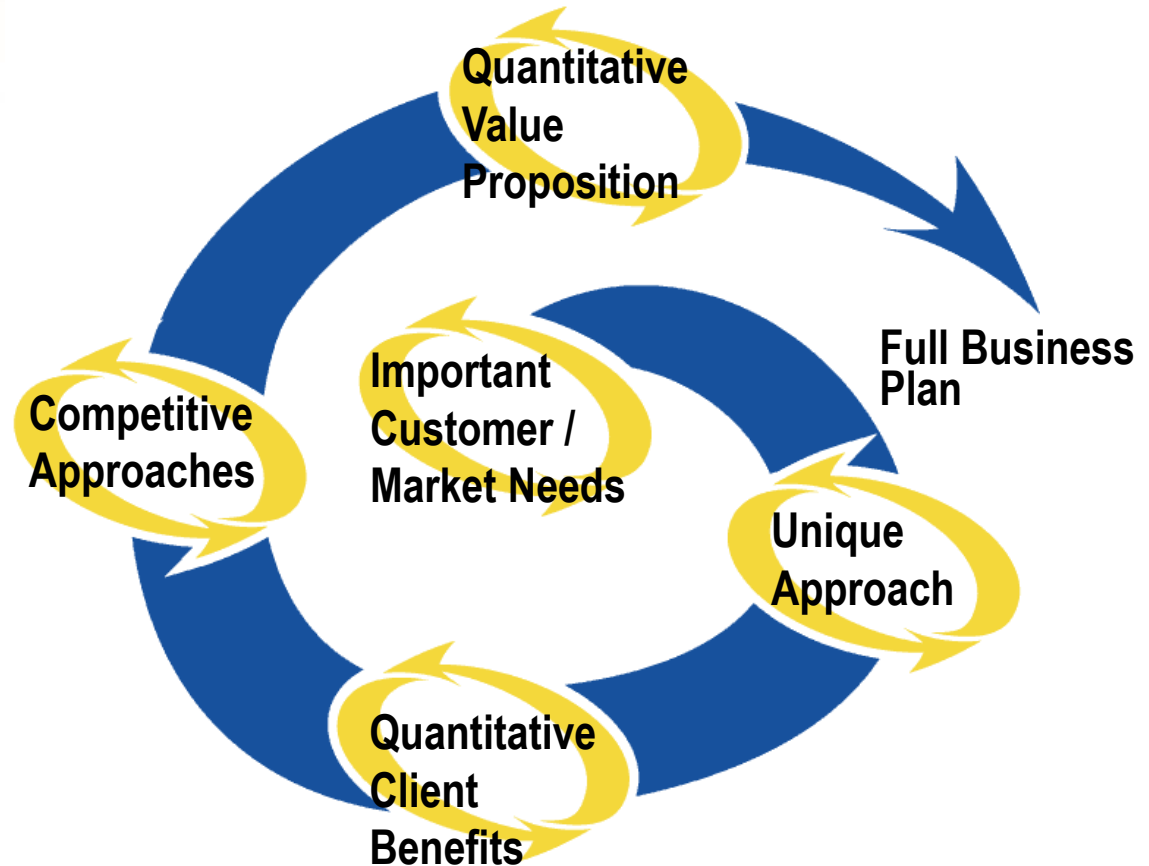 Quantitative
Value
Proposition
Important
Customer /
Market Needs
Full Business
Plan
Competitive
Approaches
Unique
Approach
Quantitative
Client
Benefits